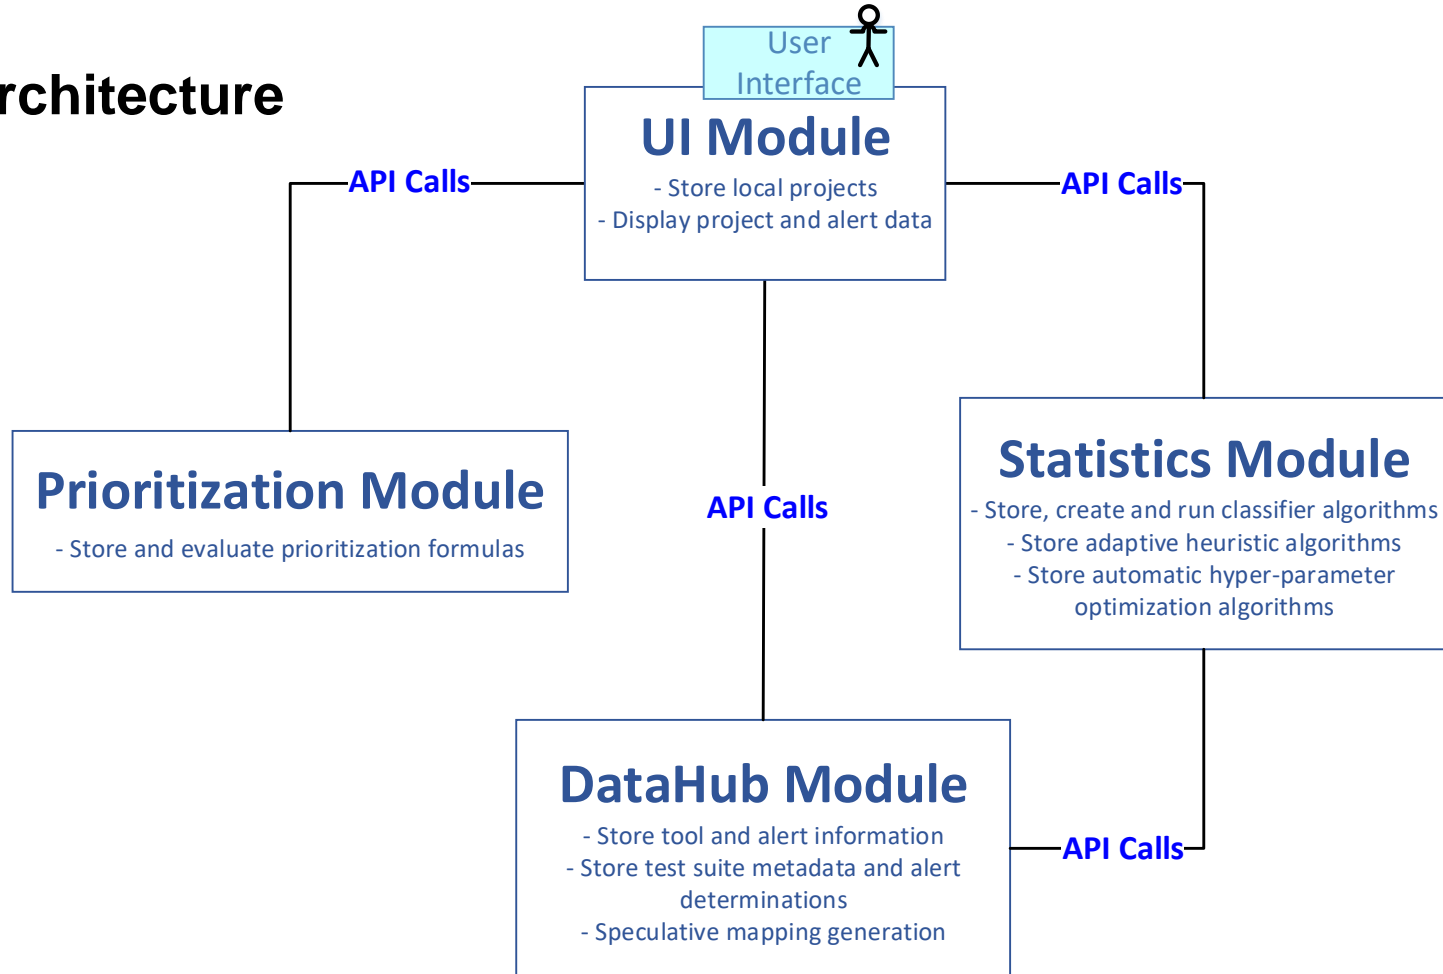 User
Interface
rchitecture
UI Module
- Store local projects
- Display project and alert data
API Calls
API Calls
Prioritization Module
- Store and evaluate prioritization formulas
API Calls
Statistics Module
- Store, create and run classifier algorithms
- Store adaptive heuristic algorithms
- Store automatic hyper-parameter
optimization algorithms
DataHub Module
- Store tool and alert information
- Store test suite metadata and alert
determinations
- Speculative mapping generation
API Calls